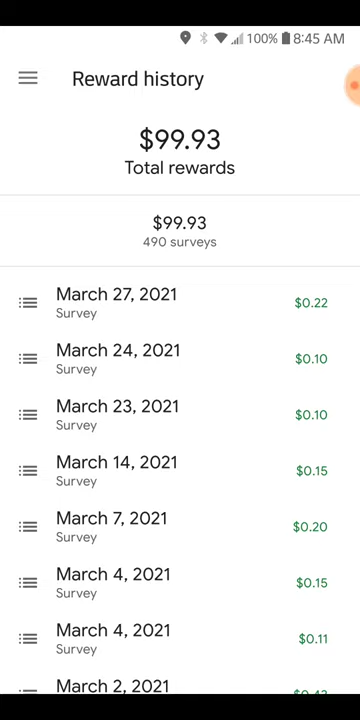 100% 8:45 AM
Reward history
$99.93
Total rewards
$99.93
490 surveys
March 27, 2021
Survey
$0.22
March 24, 2021
Survey
$0.10
March 23, 2021
Survey
$0.10
March 14, 2021
Survey
$0.15
March 7, 2021
Survey
$0.20
March 4, 2021
Survey
$0.15
March 4, 2021
Survey
$0.11
March 2, 2021